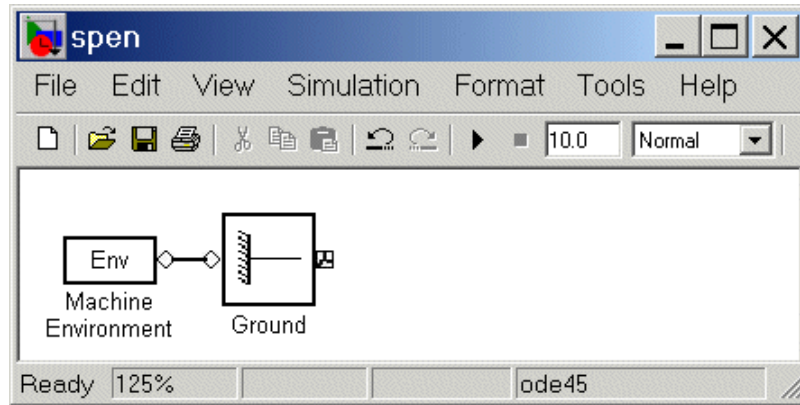 spen
File Edit View Simulation Format Tools Help
10.0 Normal
Env
Machine
Environment
Ground
Ready 125% ode45